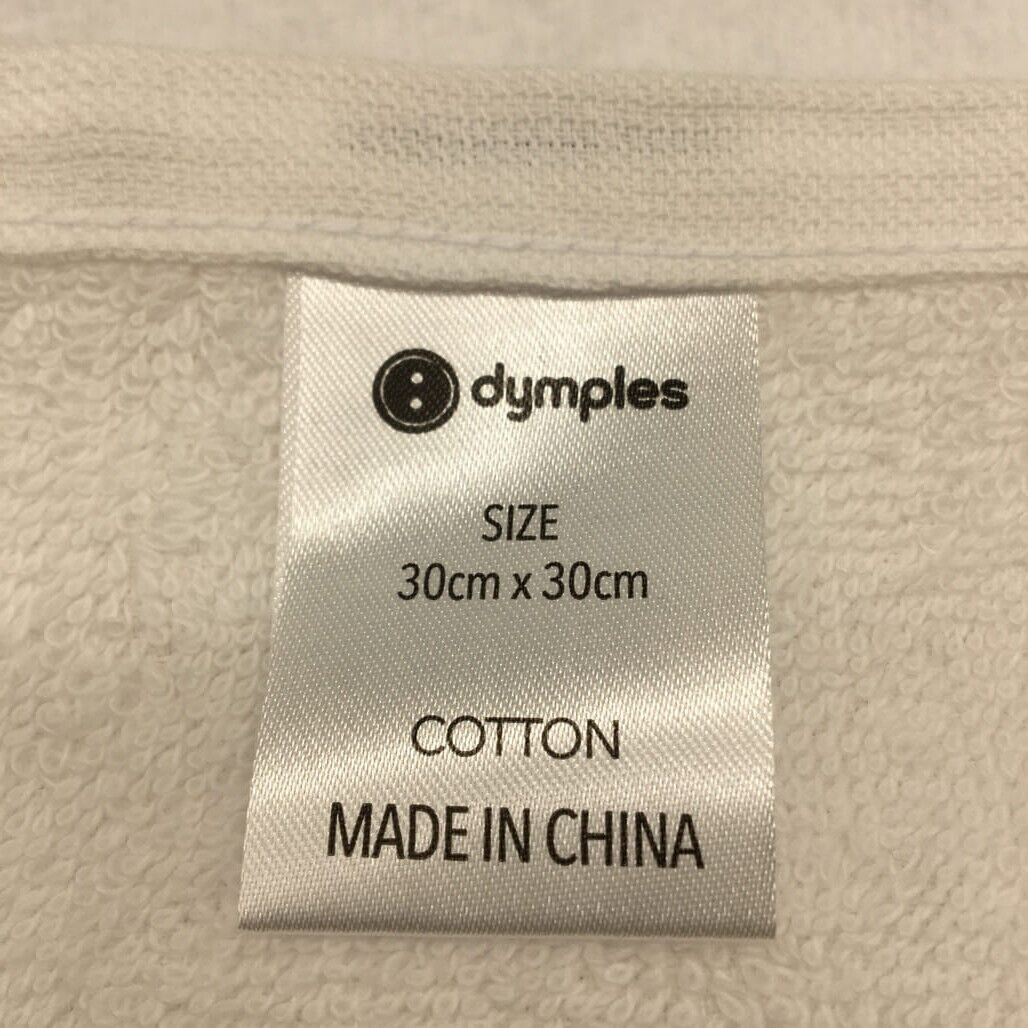 dymples
SIZE
30cm x 30cm
COTTON
MADE IN CHINA